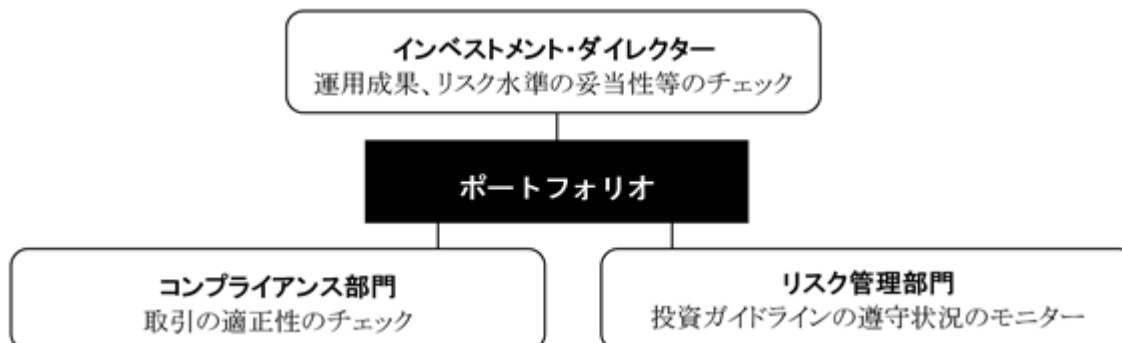 インベストメント・ダイレクター
運用成果、リスク水準の妥当性等のチェック
ポートフォリオ
コンプライアンス部門
取引の適正性のチェック
リスク管理部門
投資ガイドラインの遵守状況のモニター